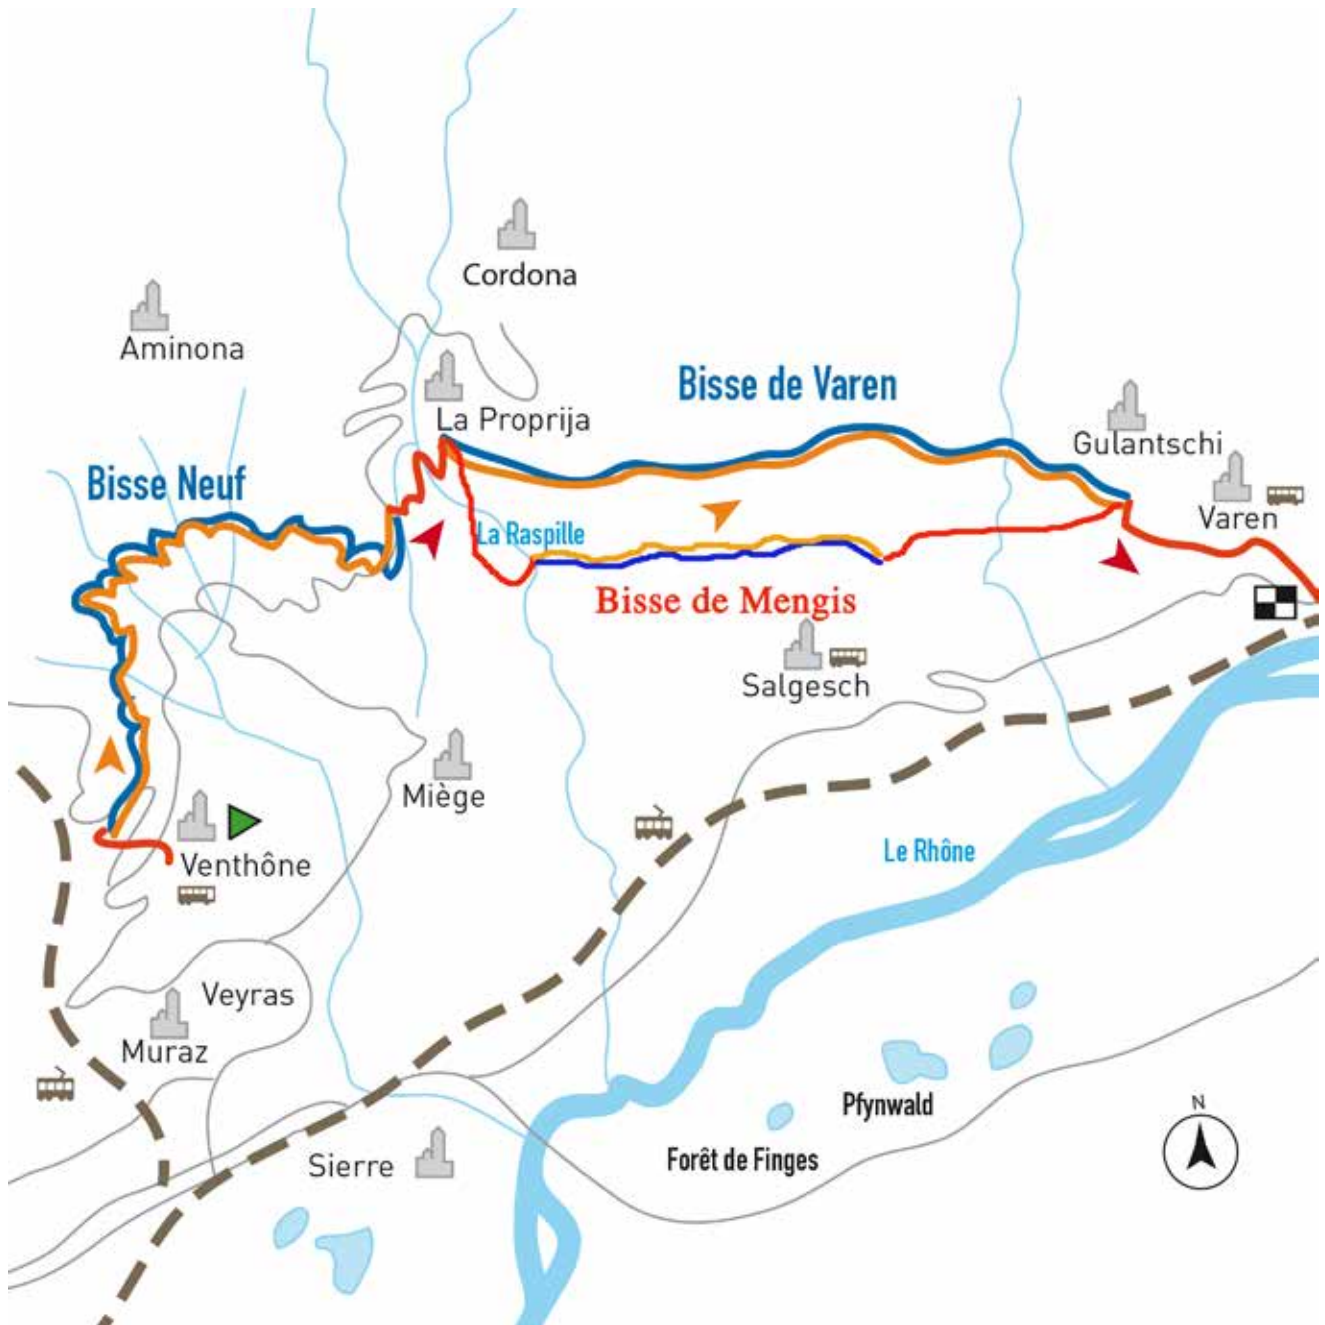 Cordona
Aminona
Bisse de Varen
La Proprija
Gulantschi
Bisse Neuf
Varen
La Raspille
Bisse de Mengis
Salgesch
Miège
Le Rhône
Venthône
Veyras
Muraz
Pfynwald
N
Forêt de Finges
Sierre